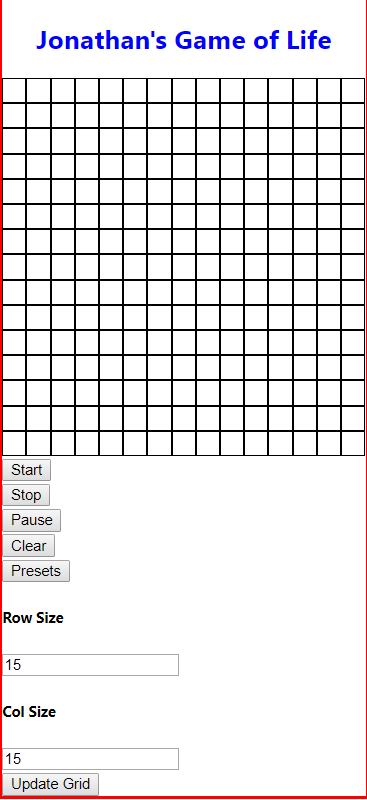 Jonathan's Game of Life
Start
Stop
Pause
Clear
Presets
Row Size
15
Col Size
15
Update Grid